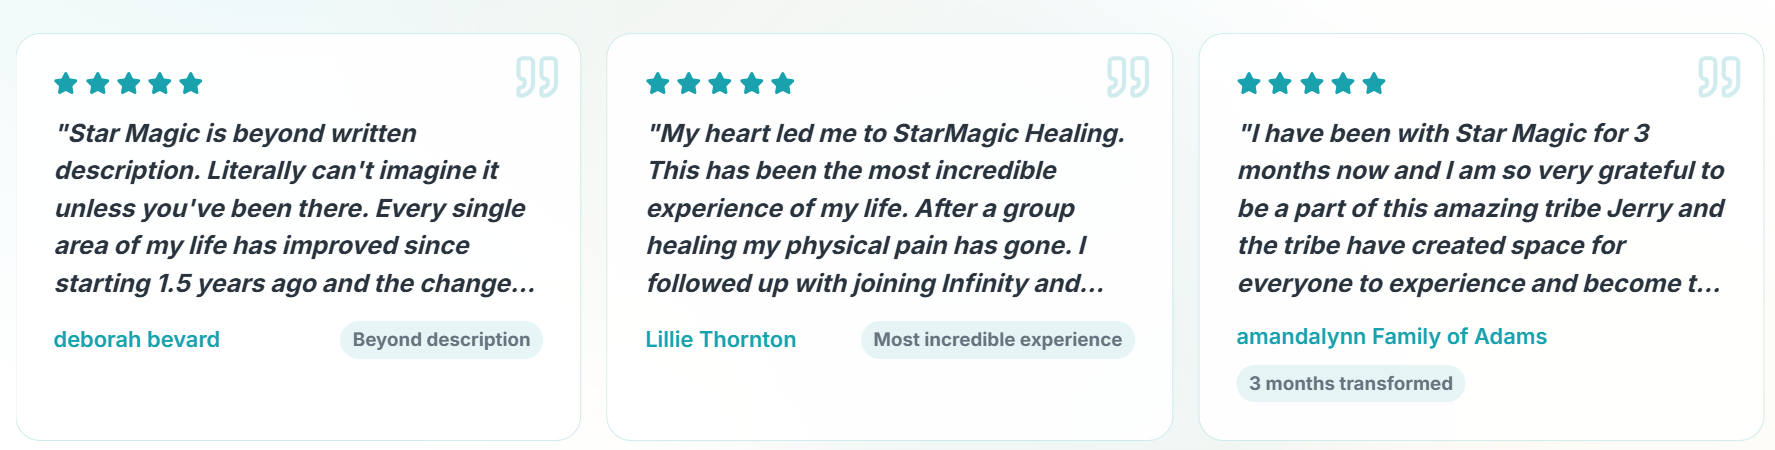 "Star Magic is beyond written
description. Literally can't imagine it
unless you've been there. Every single
area of my life has improved since
starting 1.5 years ago and the change...
deborah bevard
Beyond description
"My heart led me to StarMagic Healing.
This has been the most incredible
experience of my life. After a group
healing my physical pain has gone. I
followed up with joining Infinity and...
Lillie Thornton
Most incredible experience
"I have been with Star Magic for 3
months now and I am so very grateful to
be a part of this amazing tribe Jerry and
the tribe have created space for
everyone to experience and become t...
amandalynn Family of Adams
3 months transformed